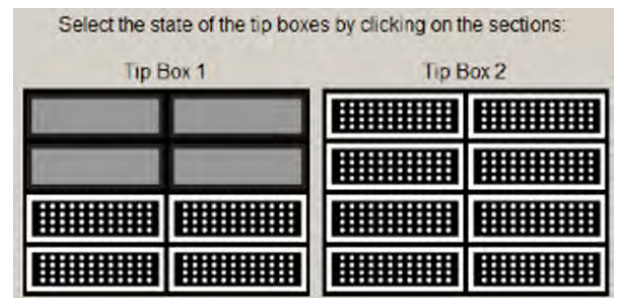 Select the state of the tip boxes by clicking on the sections:
Tip Box 1
Tip Box 2